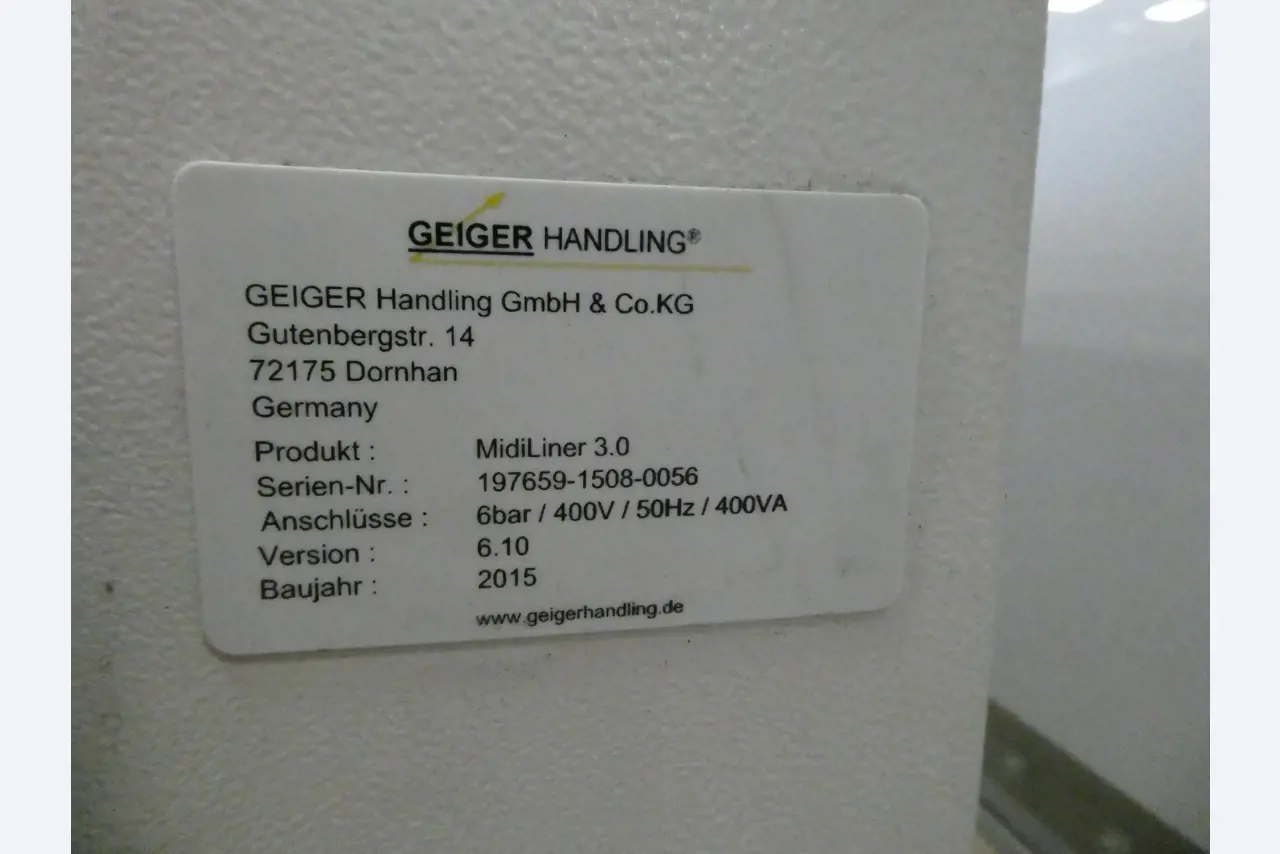 GEIGER HANDLING®
GEIGER Handling GmbH & Co.KG
Gutenbergstr. 14
72175 Dornhan
Germany
Produkt : MidiLiner 3.0
Serien-Nr. : 197659-1508-0056
Anschlüsse : 6bar / 400V / 50Hz / 400VA
Version : 6.10
Baujahr : 2015
www.geigerhandling.de